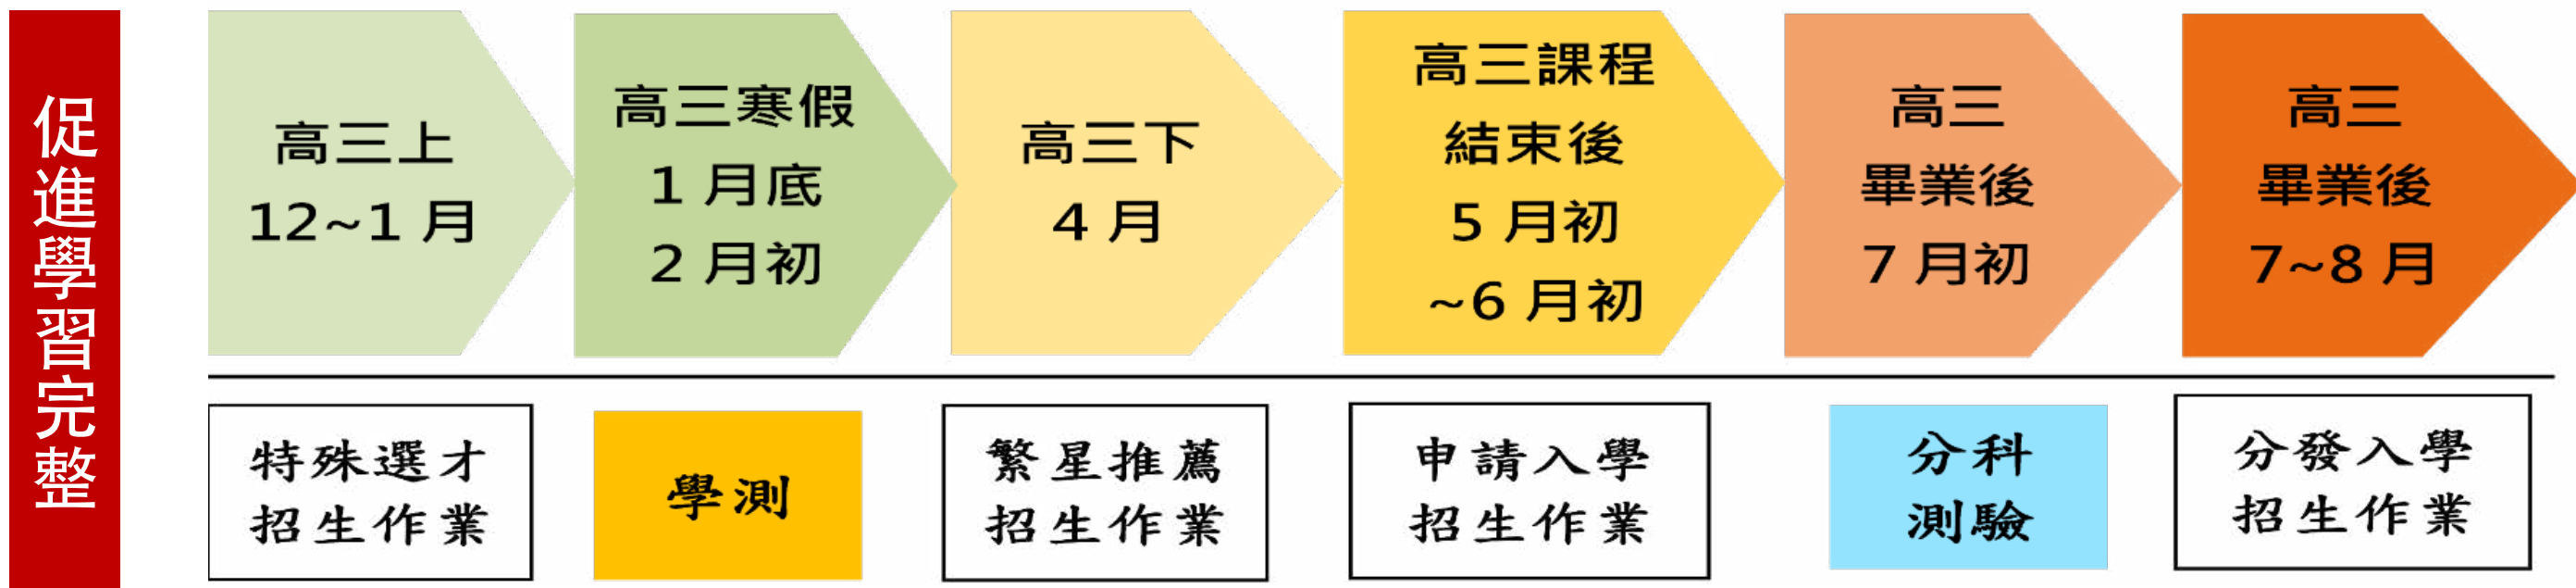 促進學習完整
高三上
12~1 月
高三寒假
1 月底
2 月初
高三下
4 月
高三課程
結束後
5 月初
~6 月初
高三
畢業後
7 月初
高三
畢業後
7~8 月
特殊選才
招生作業
學測
繁星推薦
招生作業
申請入學
招生作業
分科
測驗
分發入學
招生作業